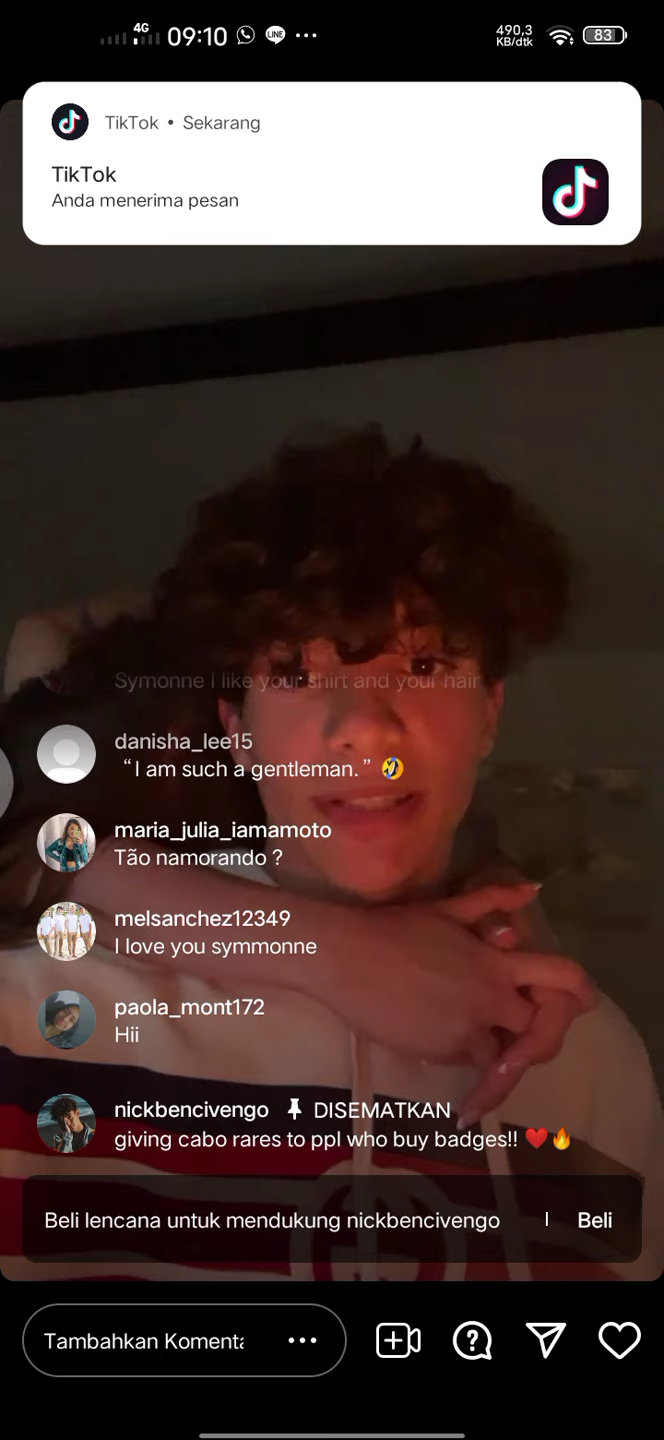 4G
09:10
LINE
490,3
KB/dtk
83
TikTok • Sekarang
TikTok
Anda menerima pesan
Symonne I like your shirt and your hair
danisha_lee15
“I am such a gentleman.” 🤣
maria_julia_iamamoto
Tão namorando ?
melsanchez12349
I love you symmonne
paola_mont172
Hii
nickbencivengo DISEMATKAN
giving cabo rares to ppl who buy badges!! ❤️🔥
Beli lencana untuk mendukung nickbencivengo | Beli
Tambahkan Komenta